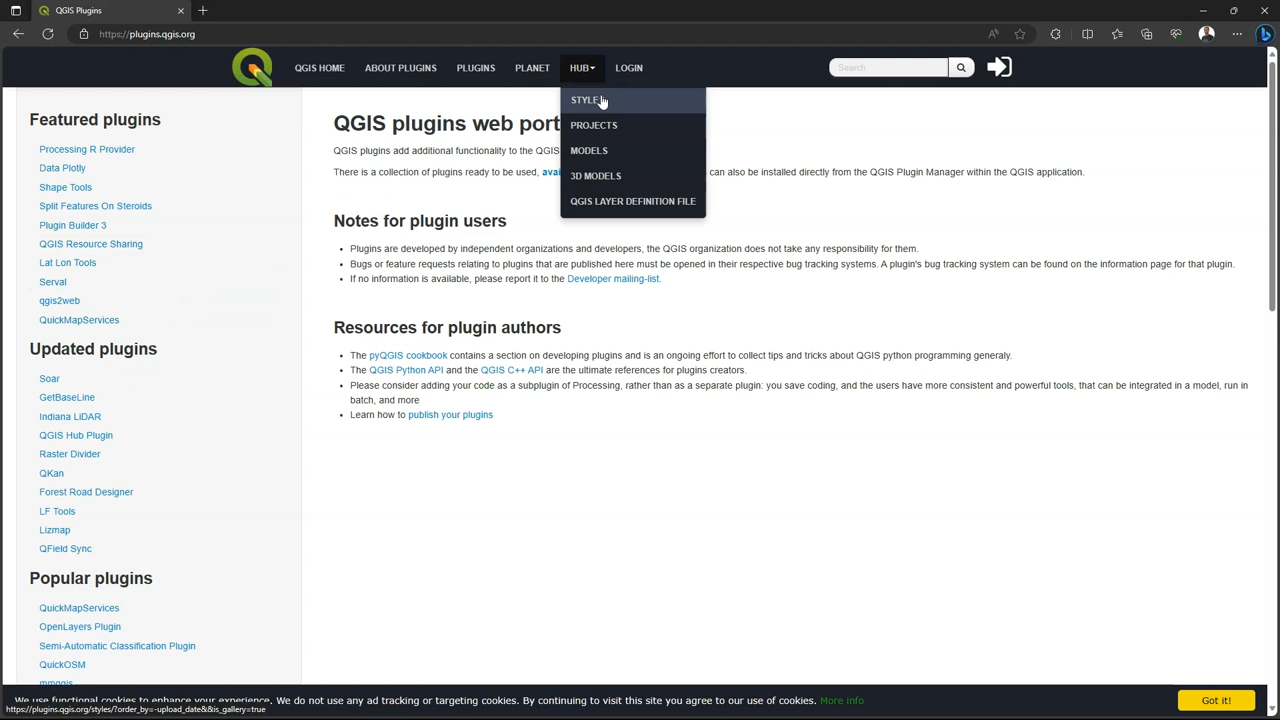 QGIS Plugins
https://plugins.qgis.org
QGIS HOME ABOUT PLUGINS PLUGINS PLANET HUB LOGIN
Search
STYLES
PROJECTS
MODELS
3D MODELS
QGIS LAYER DEFINITION FILE
Featured plugins
Processing R Provider
Data Plotly
Shape Tools
Split Features On Steroids
Plugin Builder 3
QGIS Resource Sharing
Lat Lon Tools
Serval
qgis2web
QuickMapServices
Updated plugins
Soar
GetBaseLine
Indiana LiDAR
QGIS Hub Plugin
Raster Divider
QKan
Forest Road Designer
LF Tools
Lizmap
QField Sync
Popular plugins
QuickMapServices
OpenLayers Plugin
Semi-Automatic Classification Plugin
QuickOSM
mmqgis
QGIS plugins web port
QGIS plugins add additional functionality to the QGIS
There is a collection of plugins ready to be used, avai can also be installed directly from the QGIS Plugin Manager within the QGIS application.
Notes for plugin users
• Plugins are developed by independent organizations and developers, the QGIS organization does not take any responsibility for them.
• Bugs or feature requests relating to plugins that are published here must be opened in their respective bug tracking systems. A plugin's bug tracking system can be found on the information page for that plugin.
• If no information is available, please report it to the Developer mailing-list.
Resources for plugin authors
• The pyQGIS cookbook contains a section on developing plugins and is an ongoing effort to collect tips and tricks about QGIS python programming generaly.
• The QGIS Python API and the QGIS C++ API are the ultimate references for plugins creators.
• Please consider adding your code as a subplugin of Processing, rather than as a separate plugin: you save coding, and the users have more consistent and powerful tools, that can be integrated in a model, run in
batch, and more
• Learn how to publish your plugins
We use functional cookies to enhance your experience. We do not use any ad tracking or targeting cookies. By continuing to visit this site you agree to our use of cookies. More info
Got it!
https://plugins.qgis.org/styles/?order_by=-upload_date&&is_gallery=true